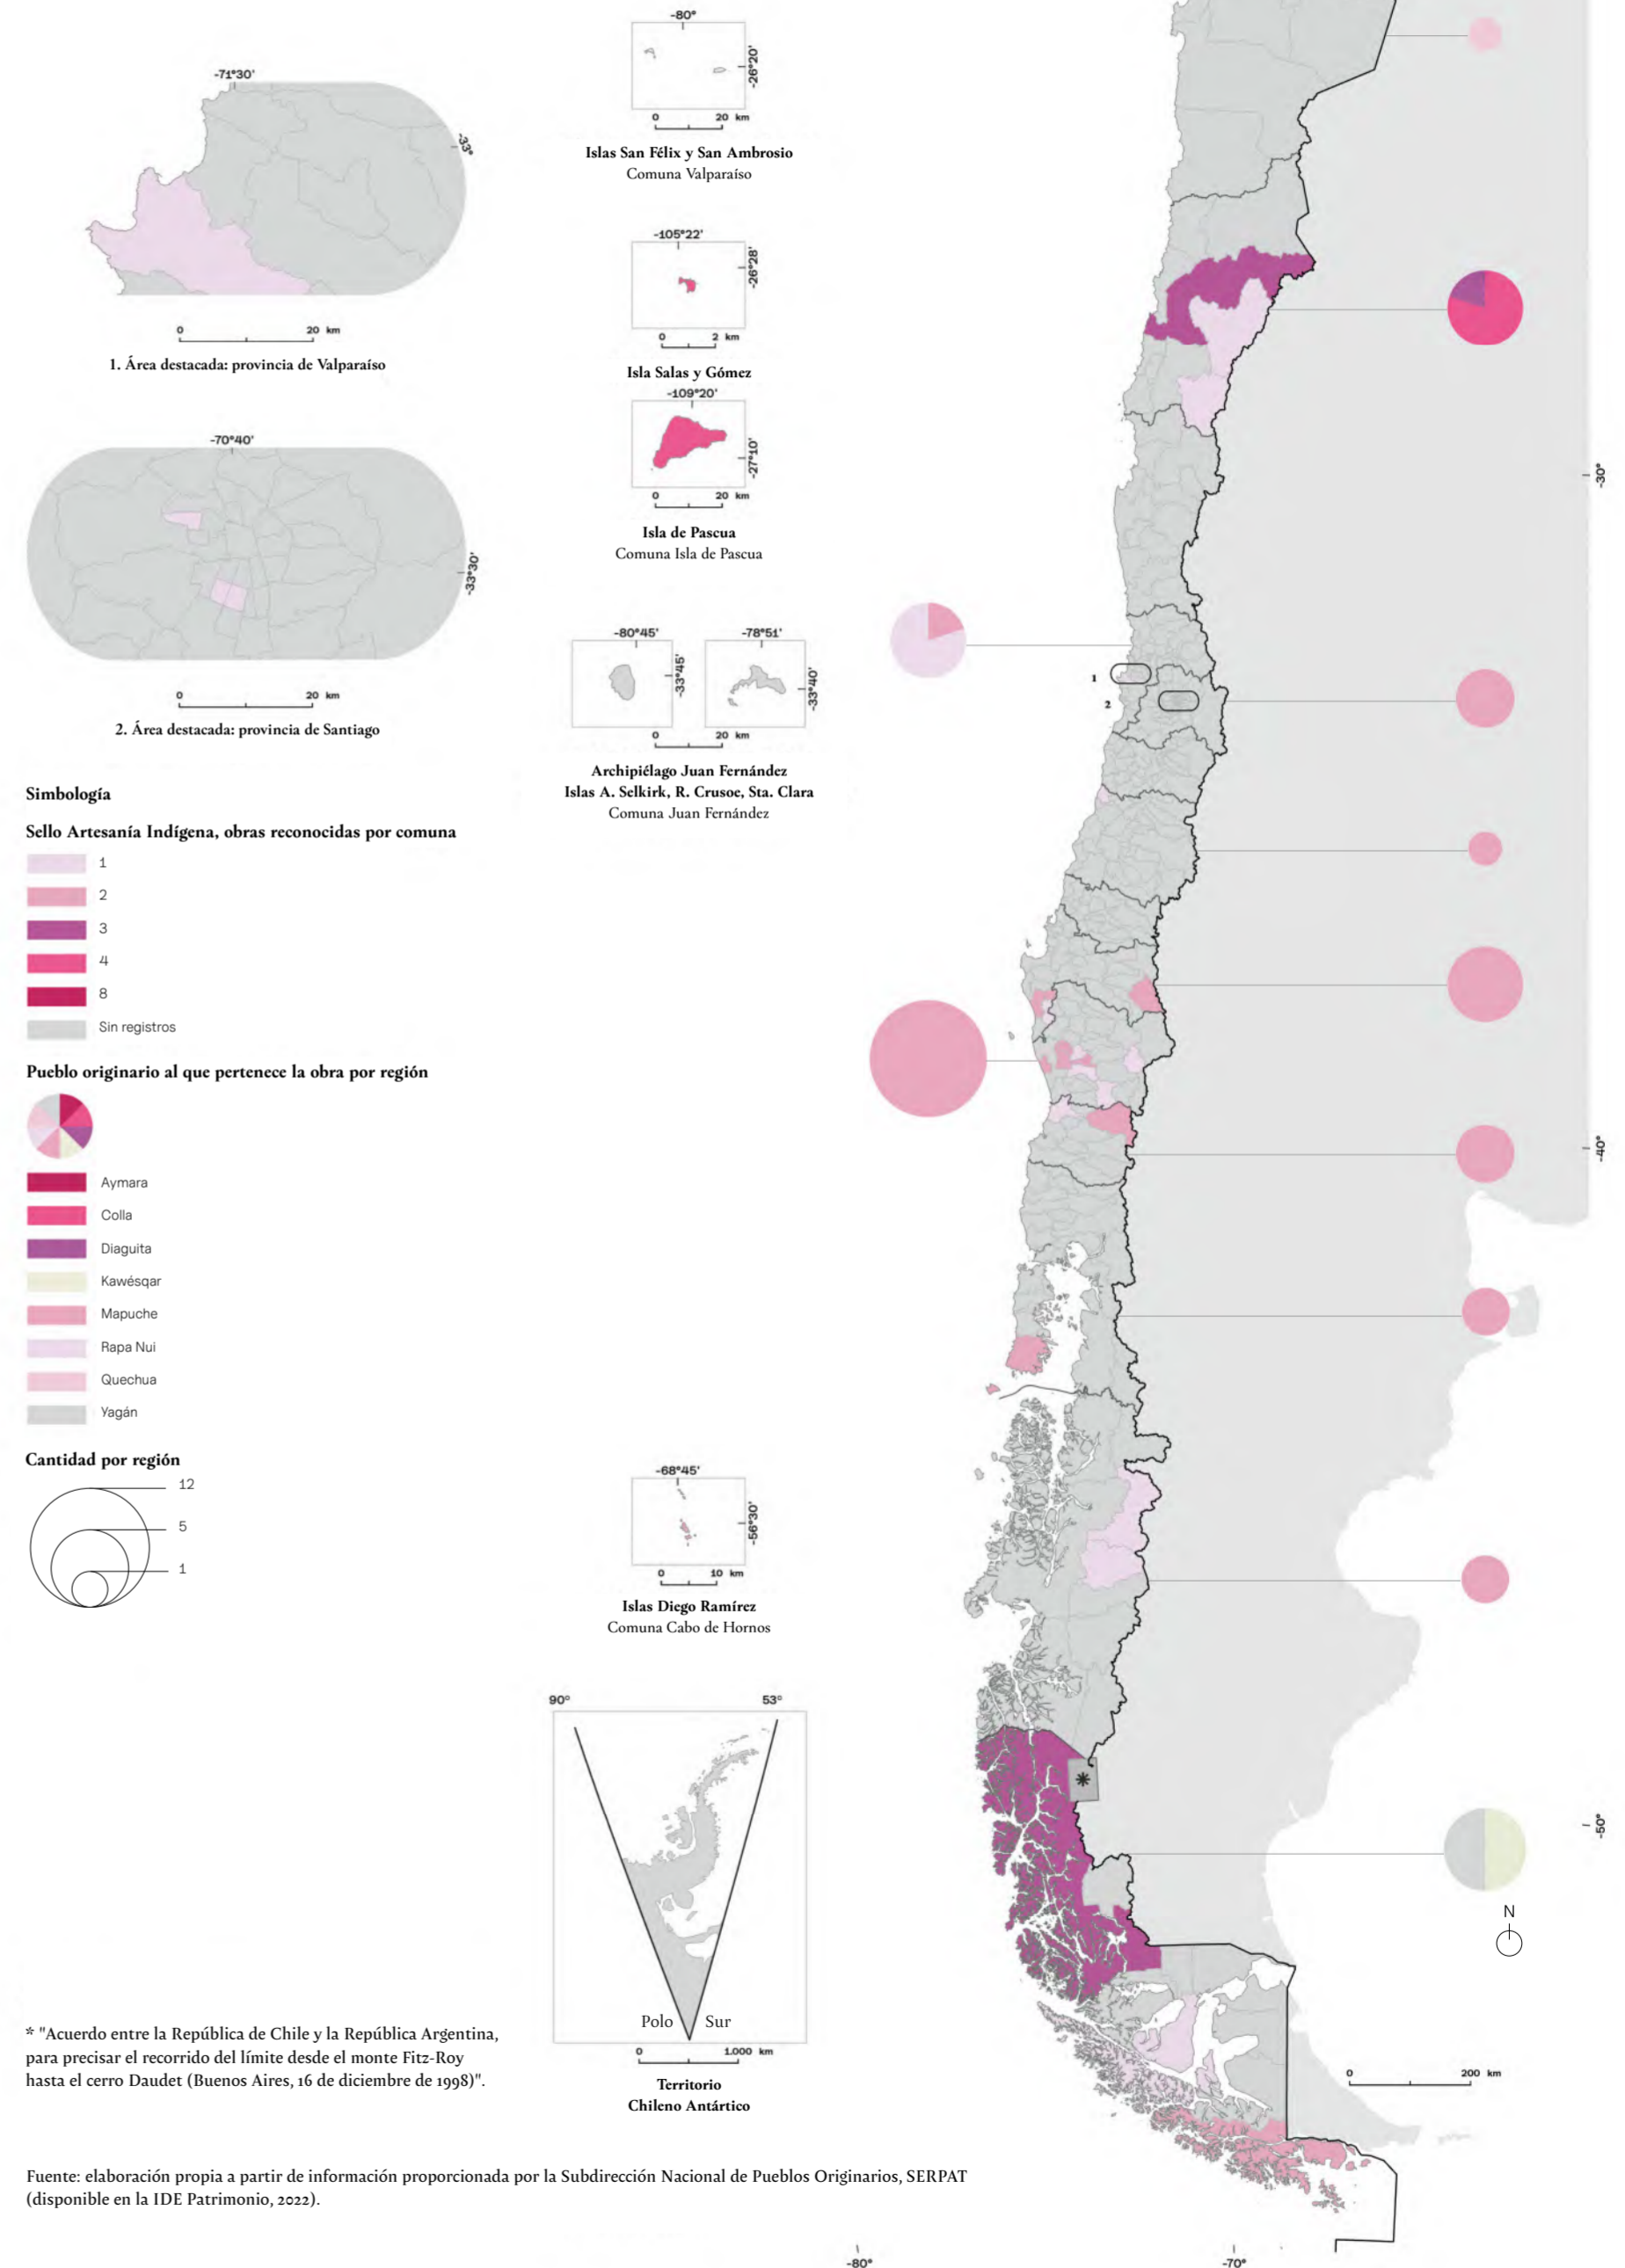 -71°30'
-33°
0 20 km
1. Área destacada: provincia de Valparaíso
-70°40'
-33°30'
0 20 km
2. Área destacada: provincia de Santiago
Simbología
Sello Artesanía Indígena, obras reconocidas por comuna
1
2
3
4
8
Sin registros
Pueblo originario al que pertenece la obra por región
Aymara
Colla
Diaguita
Kawésqar
Mapuche
Rapa Nui
Quechua
Yagán
Cantidad por región
12
5
1
-80°
-26°20'
0 20 km
Islas San Félix y San Ambrosio
Comuna Valparaíso
-105°22'
-26°28'
0 2 km
Isla Salas y Gómez
-109°20'
-27°10'
0 20 km
Isla de Pascua
Comuna Isla de Pascua
-80°45'
-33°45'
-78°51'
-33°40'
0 20 km
Archipiélago Juan Fernández
Islas A. Selkirk, R. Crusoe, Sta. Clara
Comuna Juan Fernández
-68°45'
-56°30'
0 10 km
Islas Diego Ramírez
Comuna Cabo de Hornos
90° 53°
Polo Sur
0 1.000 km
Territorio
Chileno Antártico
1
2
-30°
-40°
-50°
*
N
0 200 km
-80°
-70°
* "Acuerdo entre la República de Chile y la República Argentina,
para precisar el recorrido del límite desde el monte Fitz-Roy
hasta el cerro Daudet (Buenos Aires, 16 de diciembre de 1998)".
Fuente: elaboración propia a partir de información proporcionada por la Subdirección Nacional de Pueblos Originarios, SERPAT
(disponible en la IDE Patrimonio, 2022).